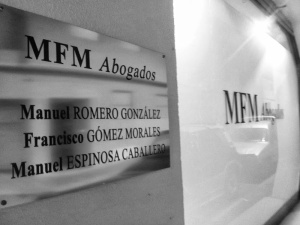 MFM Abogados
Manuel ROMERO GONZÁLEZ
Francisco GÓMEZ MORALES
Manuel ESPINOSA CABALLERO
MFM Abogados